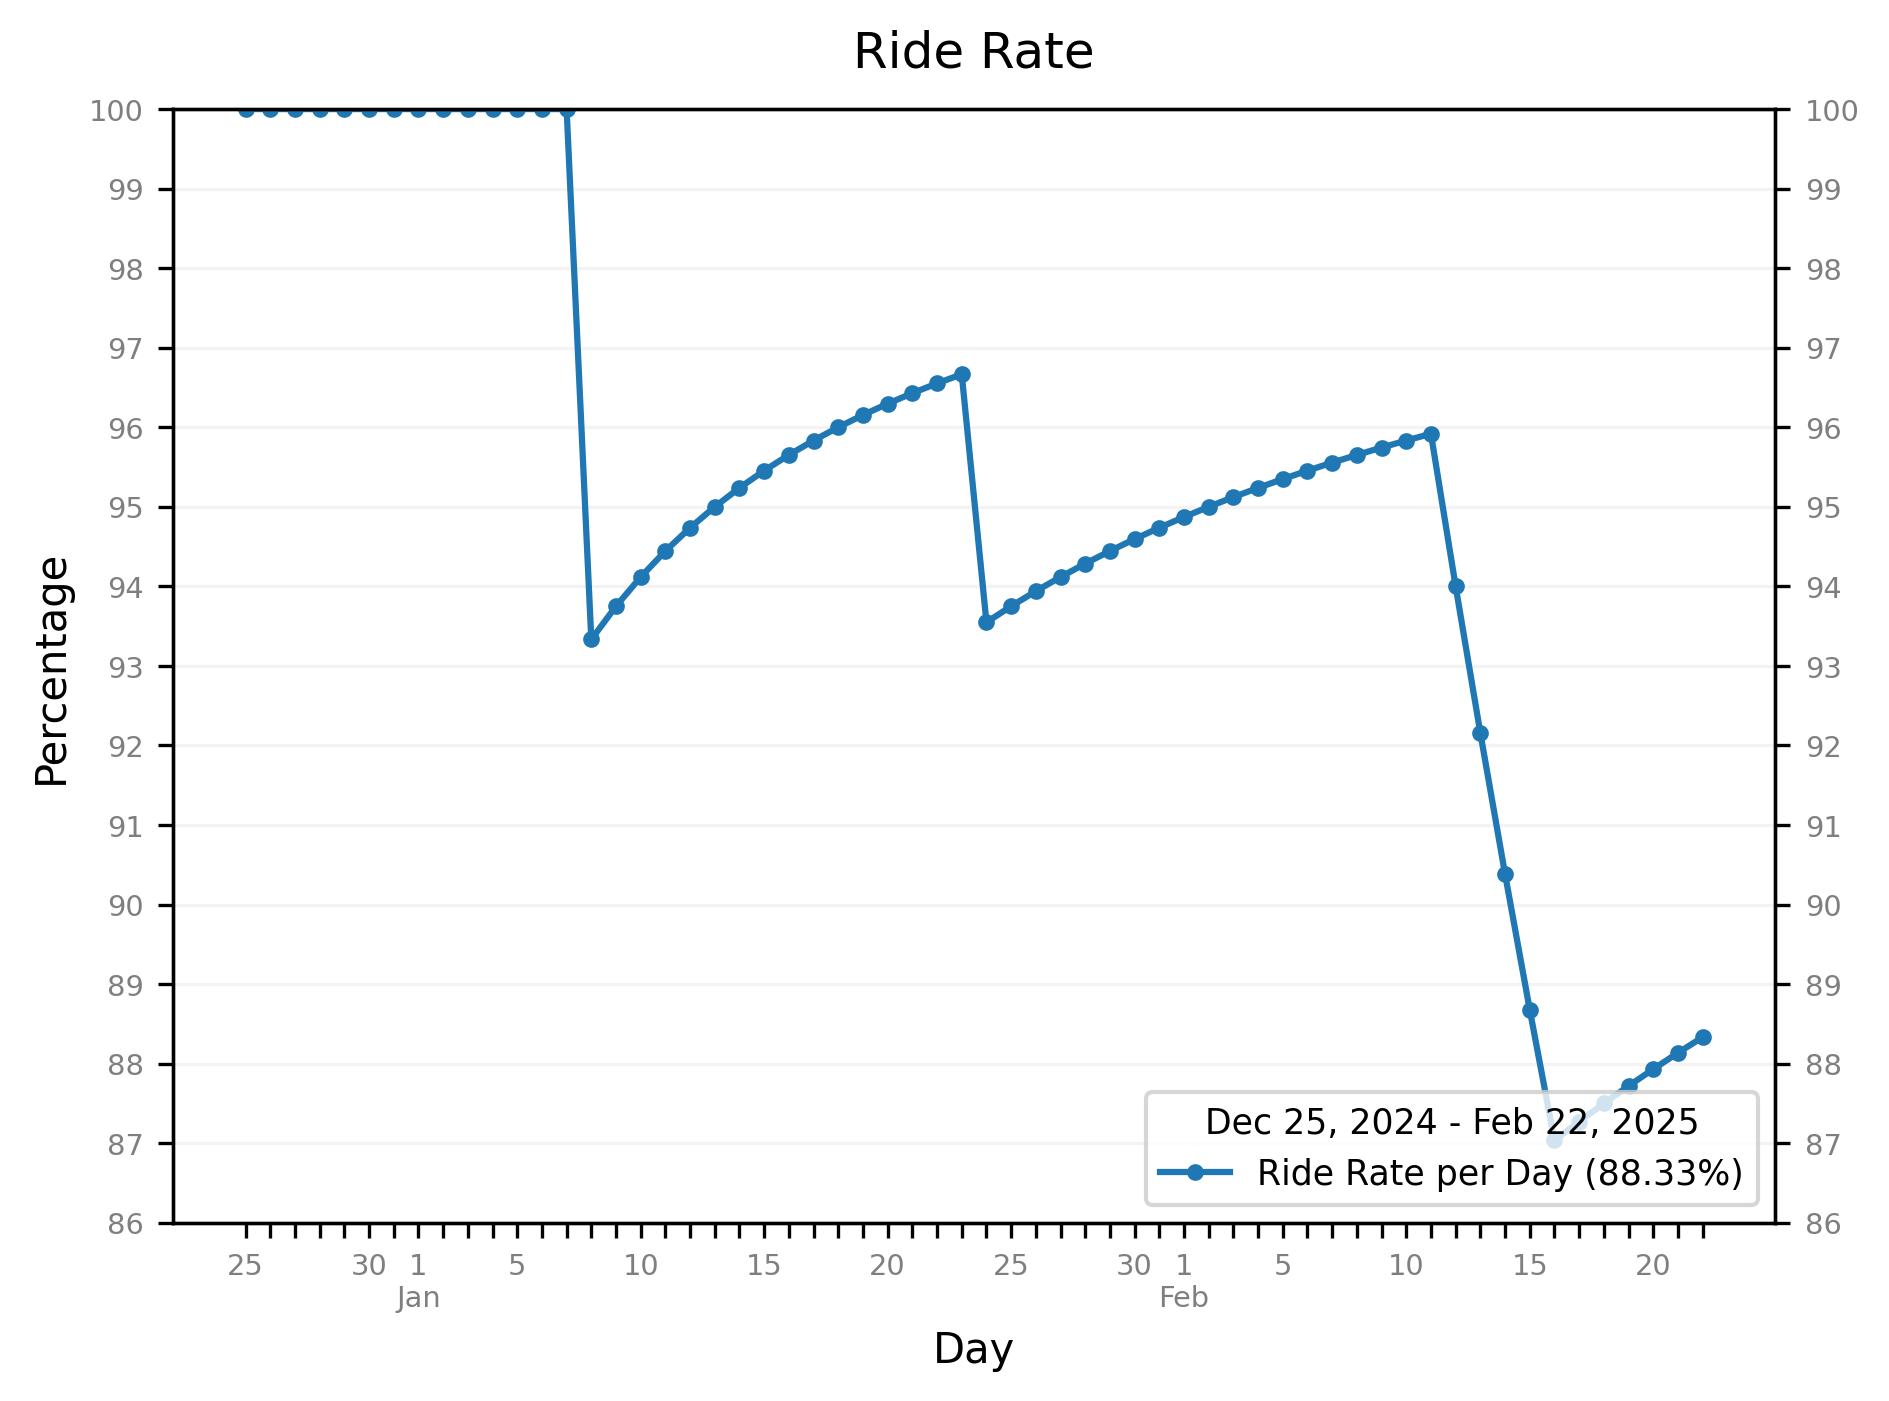 Ride Rate
100 100
99 99
98 98
97 97
96 96
95 95
94 94
93 93
92 92
91 91
90 90
89 89
88 88
87 87
86 86
Percentage
Dec 25, 2024 - Feb 22, 2025
Ride Rate per Day (88.33%)
25 30 1 5 10 15 20 25 30 1 5 10 15 20
Jan Feb
Day